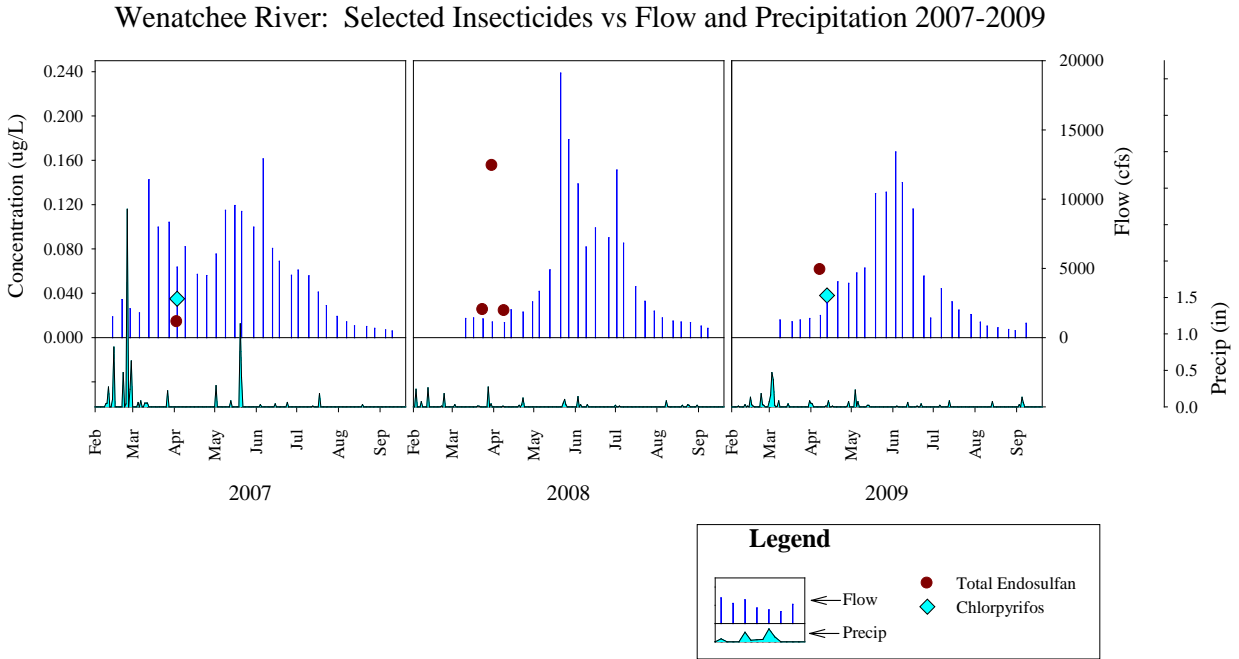 Wenatchee River: Selected Insecticides vs Flow and Precipitation 2007-2009
Concentration (ug/L)
0.240
0.200
0.160
0.120
0.080
0.040
0.000
20000
15000
10000
5000
0
Flow (cfs)
1.5
1.0
0.5
0.0
Precip (in)
Feb Mar Apr May Jun Jul Aug Sep
Feb Mar Apr May Jun Jul Aug Sep
Feb Mar Apr May Jun Jul Aug Sep
2007 2008 2009
Legend
Flow
Precip
Total Endosulfan
Chlorpyrifos